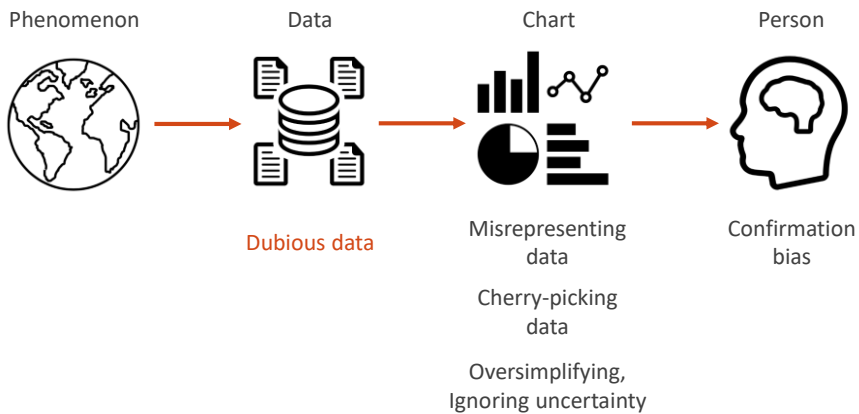 Phenomenon
Data
Chart
Person
Dubious data
Misrepresenting
data
Cherry-picking
data
Oversimplifying,
Ignoring uncertainty
Confirmation
bias